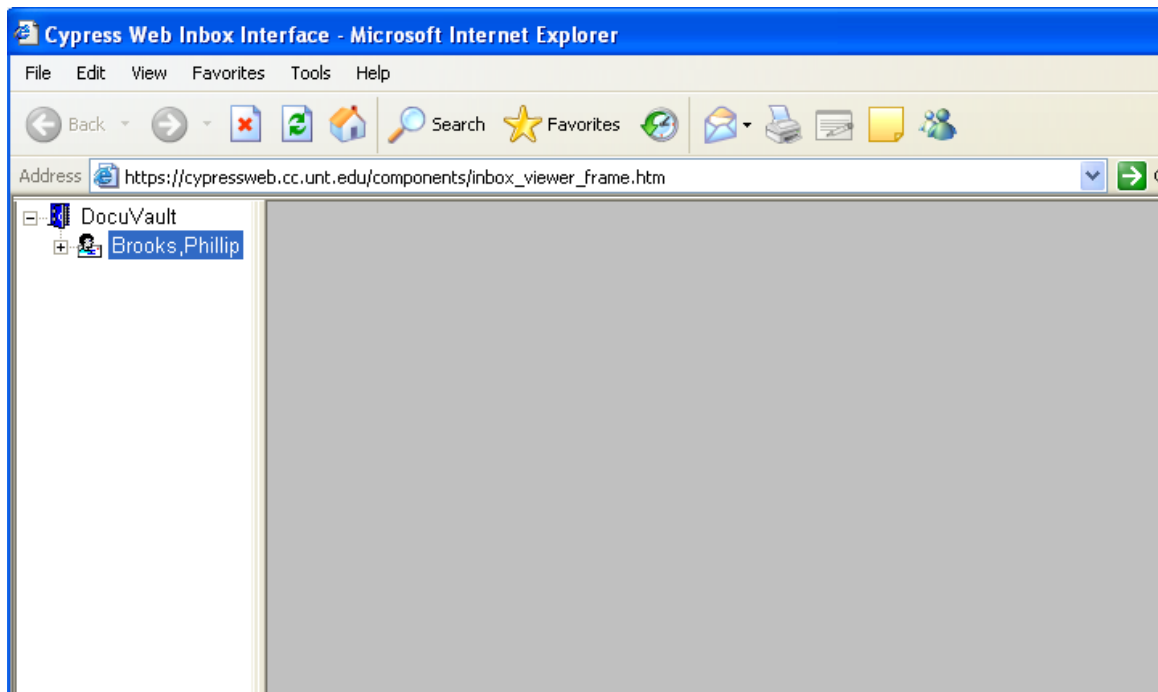 Cypress Web Inbox Interface - Microsoft Internet Explorer
File Edit View Favorites Tools Help
Back Search Favorites
Address https://cypressweb.cc.unt.edu/components/inbox_viewer_frame.htm
DocuVault
Brooks,Phillip